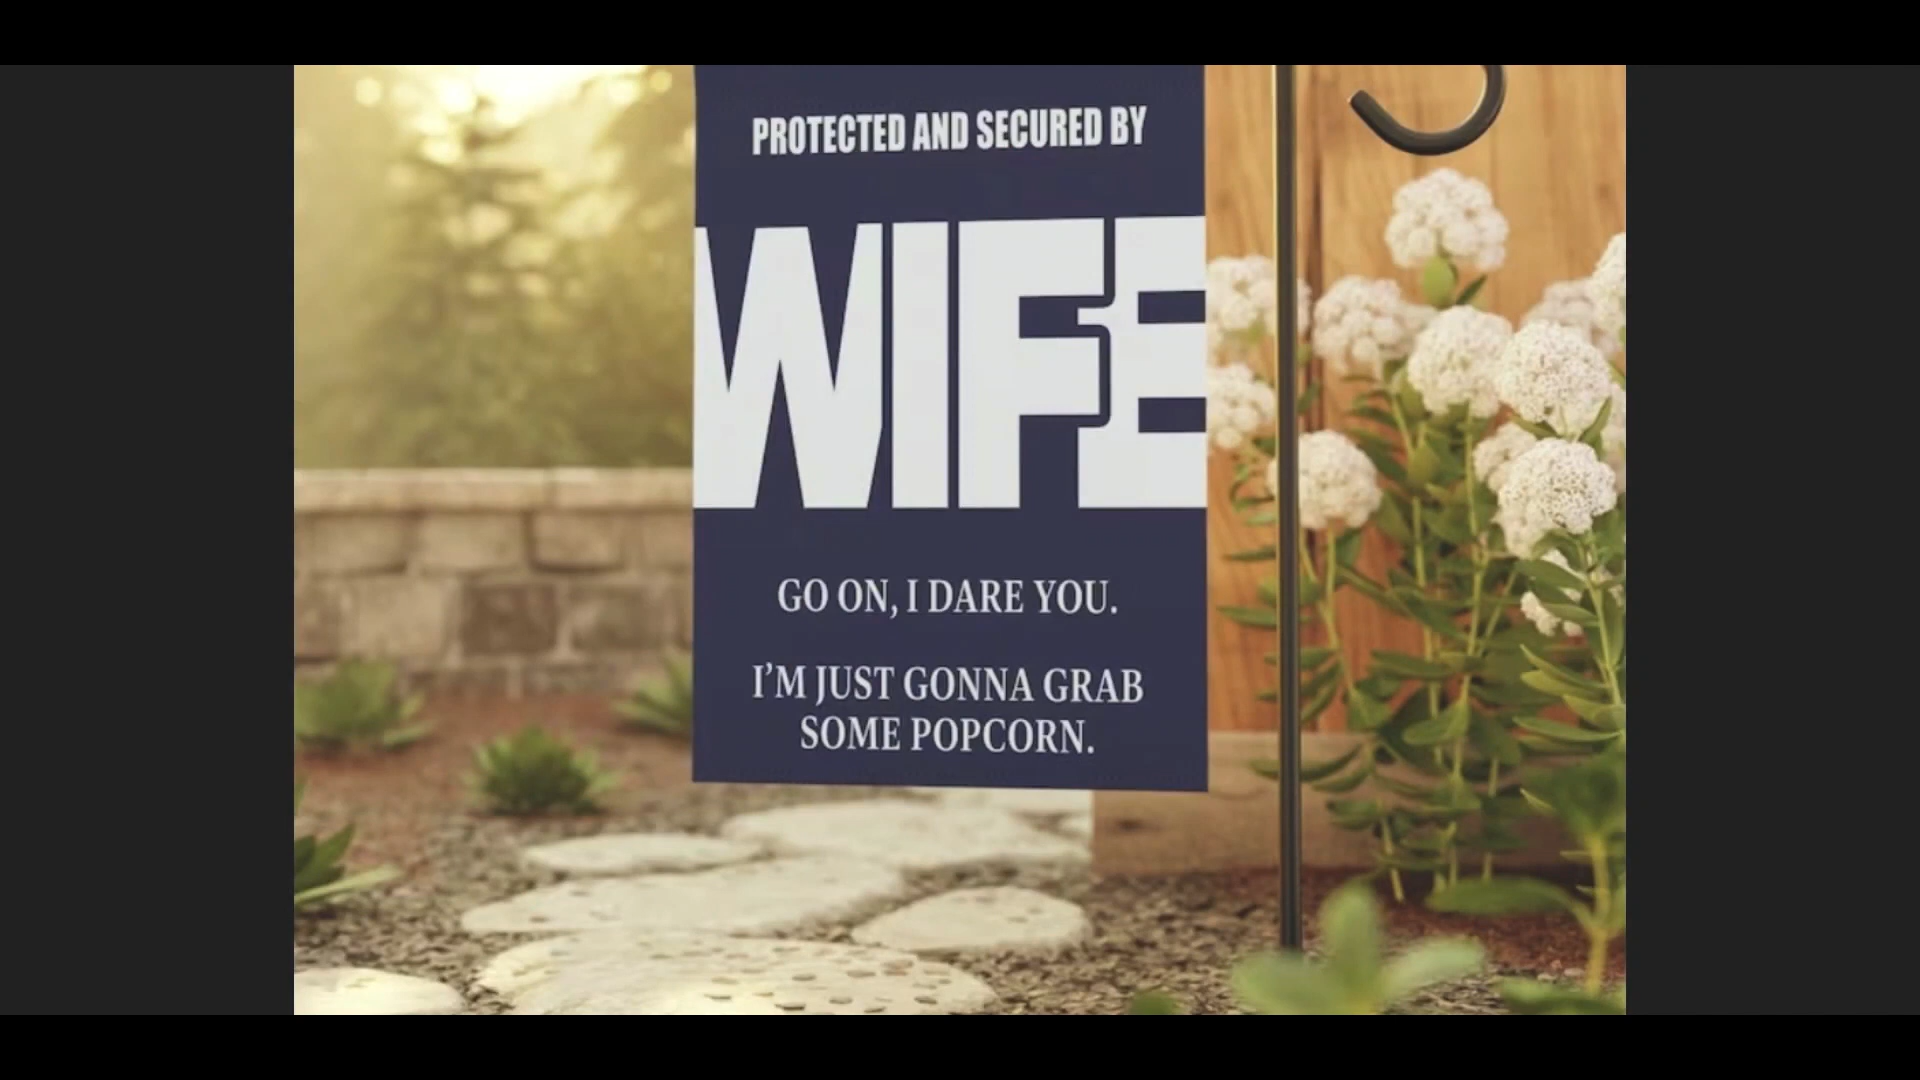 PROTECTED AND SECURED BY
WIFE
GO ON, I DARE YOU.
I'M JUST GONNA GRAB
SOME POPCORN.